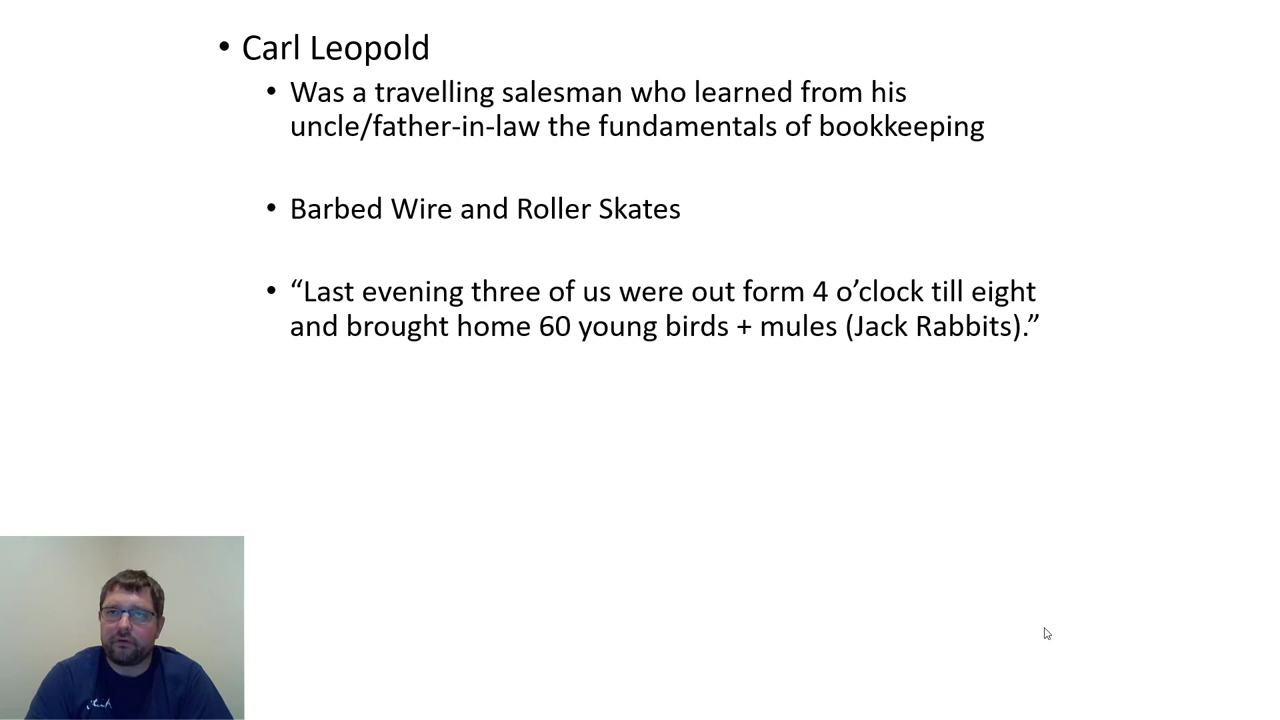 • Carl Leopold
• Was a travelling salesman who learned from his
uncle/father-in-law the fundamentals of bookkeeping
• Barbed Wire and Roller Skates
• “Last evening three of us were out form 4 o’clock till eight
and brought home 60 young birds + mules (Jack Rabbits).”